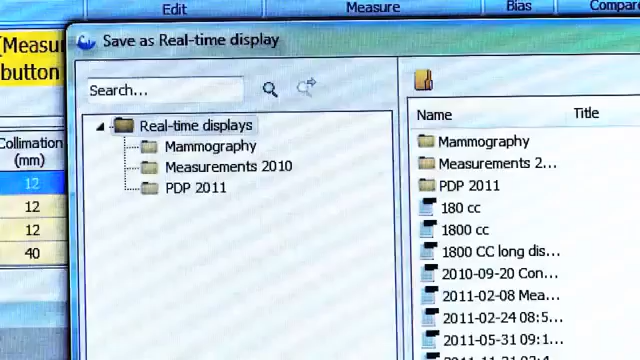 Edit
Measure
Bias
Compare
(Measu
button
Save as Real-time display
Search...
Collimation
(mm)
12
12
12
40
Real-time displays
Mammography
Measurements 2010
PDP 2011
Name
Title
Mammography
Measurements 2...
PDP 2011
180 cc
1800 cc
1800 CC long dis...
2010-09-20 Con...
2011-02-08 Mea...
2011-02-24 08:5...
2011-05-31 09:1...